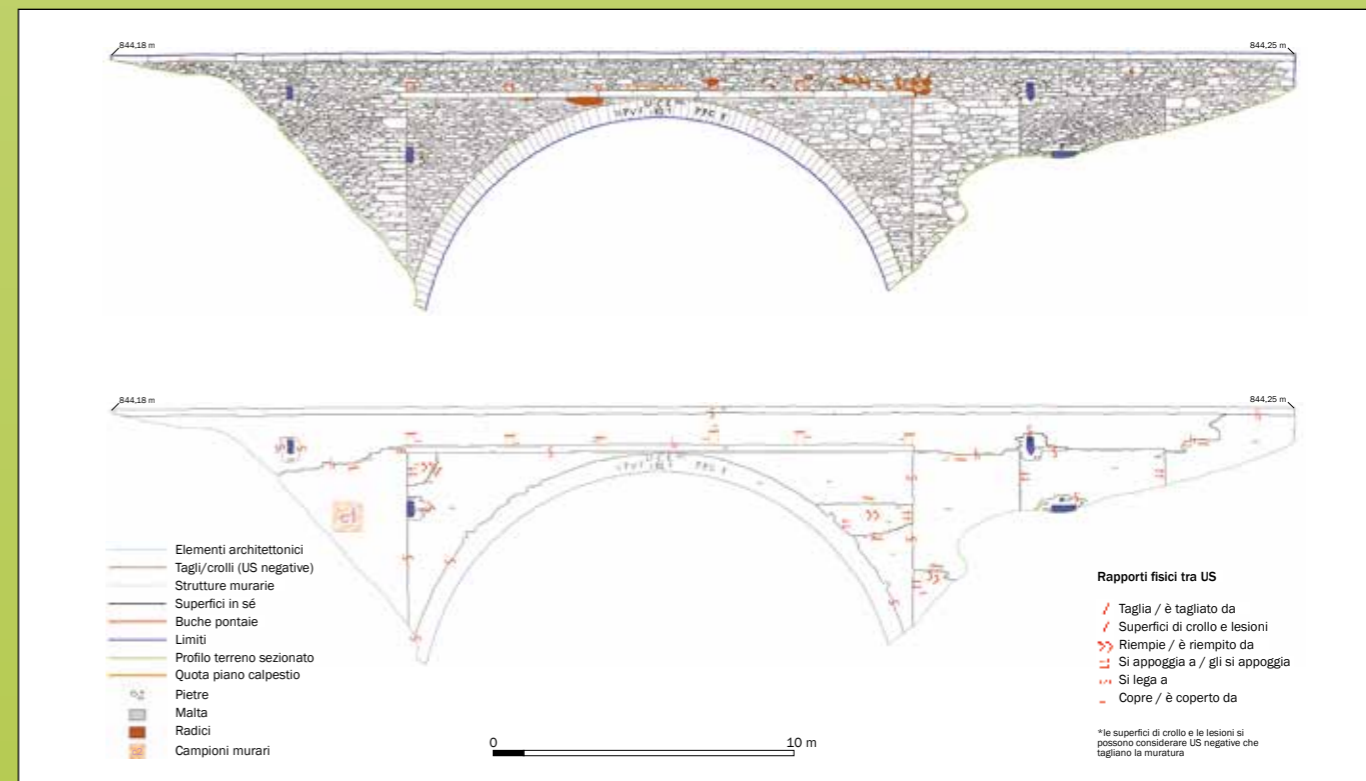 844,18 m
844,25 m
844,18 m
844,25 m
Elementi architettonici
Tagli/crolli (US negative)
Strutture murarie
Superfici in sé
Buche pontaie
Limiti
Profilo terreno sezionato
Quota piano calpestio
Pietre
Malta
Radici
Campioni murari
0
10 m
Rapporti fisici tra US
Taglia / è tagliato da
Superfici di crollo e lesioni
Riempie / è riempito da
Si appoggia a / gli si appoggia
Si lega a
Copre / è coperto da
*le superfici di crollo e le lesioni si
possono considerare US negative che
tagliano la muratura